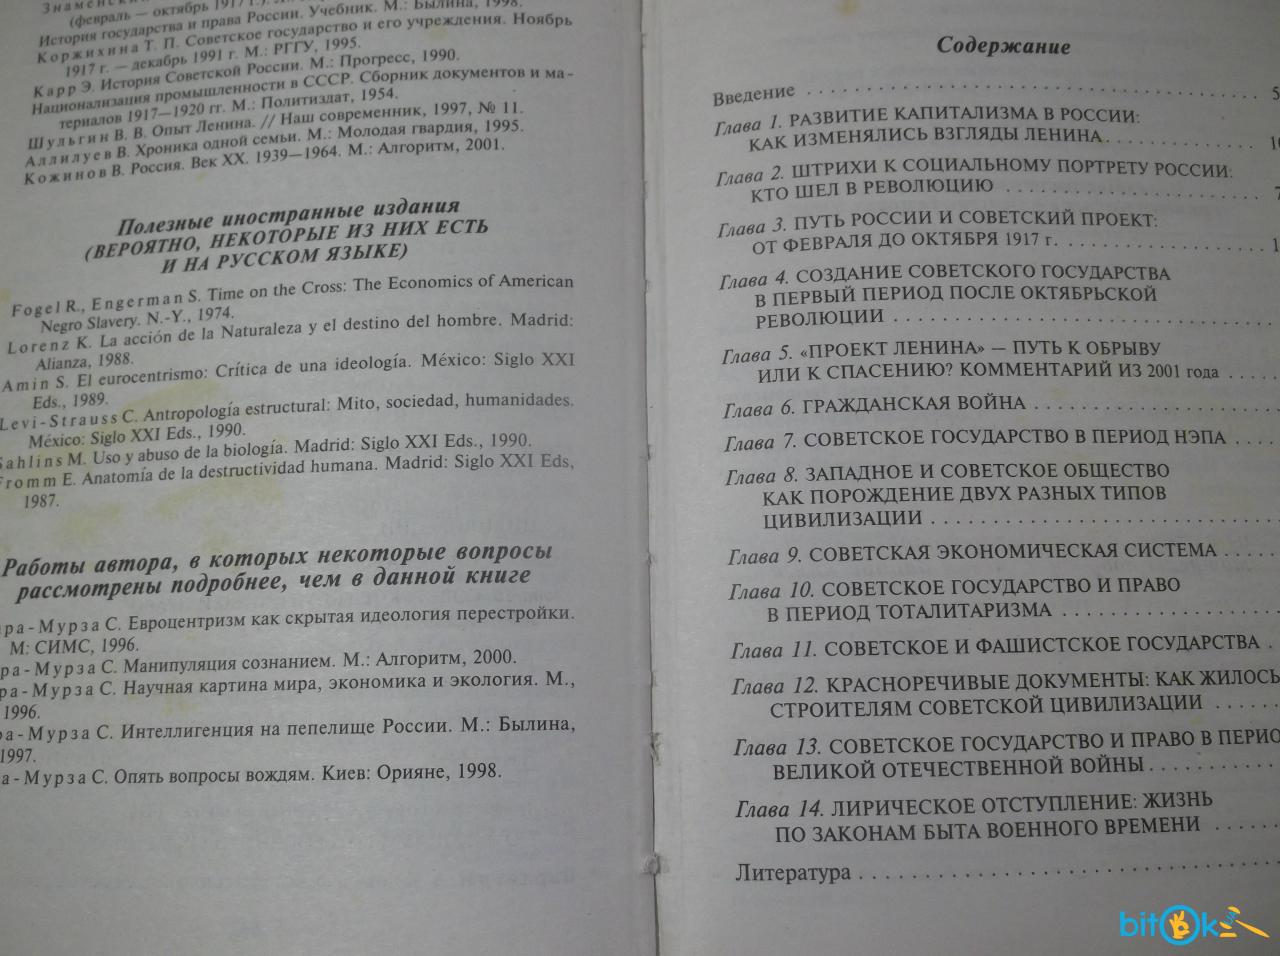 Знаменский
(февраль — октябрь 1917 г.).
История государства и права России. Учебник. М.: Былина, 1998.
Коржихина Т. П. Советское государство и его учреждения. Ноябрь
1917 г. — декабрь 1991 г. М.: РГГУ, 1995.
Карр Э. История Советской России. М.: Прогресс, 1990.
Национализация промышленности в СССР. Сборник документов и ма-
териалов 1917—1920 гг. М.: Политиздат, 1954.
Шульгин В. В. Опыт Ленина. // Наш современник, 1997, № 11.
Аллилуев В. Хроника одной семьи. М.: Молодая гвардия, 1995.
Кожинов В. Россия. Век XX. 1939—1964. М.: Алгоритм, 2001.
Полезные иностранные издания
(ВЕРОЯТНО, НЕКОТОРЫЕ ИЗ НИХ ЕСТЬ
И НА РУССКОМ ЯЗЫКЕ)
Fogel R., Engerman S. Time on the Cross: The Economics of American
Negro Slavery. N.-Y., 1974.
Lorenz K. La acción de la Naturaleza y el destino del hombre. Madrid:
Alianza, 1988.
Amin S. El eurocentrismo: Crítica de una ideología. México: Siglo XXI
Eds., 1989.
Levi-Strauss C. Antropología estructural: Mito, sociedad, humanidades.
México: Siglo XXI Eds., 1990.
Sahlins M. Uso y abuso de la biología. Madrid: Siglo XXI Eds., 1990.
Fromm E. Anatomía de la destructividad humana. Madrid: Siglo XXI Eds,
1987.
Работы автора, в которых некоторые вопросы
рассмотрены подробнее, чем в данной книге
ра-Мурза С. Евроцентризм как скрытая идеология перестройки.
М: СИМС, 1996.
ра-Мурза С. Манипуляция сознанием. М.: Алгоритм, 2000.
ра-Мурза С. Научная картина мира, экономика и экология. М.,
1996.
ра-Мурза С. Интеллигенция на пепелище России. М.: Былина,
1997.
а-Мурза С. Опять вопросы вождям. Киев: Орияне, 1998.
Содержание
Введение . . . . . . . . . . 5
Глава 1. РАЗВИТИЕ КАПИТАЛИЗМА В РОССИИ:
КАК ИЗМЕНЯЛИСЬ ВЗГЛЯДЫ ЛЕНИНА . . . . . . . . . . 1
Глава 2. ШТРИХИ К СОЦИАЛЬНОМУ ПОРТРЕТУ РОССИИ:
КТО ШЕЛ В РЕВОЛЮЦИЮ . . . . . . . . . . 7
Глава 3. ПУТЬ РОССИИ И СОВЕТСКИЙ ПРОЕКТ:
ОТ ФЕВРАЛЯ ДО ОКТЯБРЯ 1917 г. . . . . . . . . . . 1
Глава 4. СОЗДАНИЕ СОВЕТСКОГО ГОСУДАРСТВА
В ПЕРВЫЙ ПЕРИОД ПОСЛЕ ОКТЯБРЬСКОЙ
РЕВОЛЮЦИИ . . . . . . . . . .
Глава 5. «ПРОЕКТ ЛЕНИНА» — ПУТЬ К ОБРЫВУ
ИЛИ К СПАСЕНИЮ? КОММЕНТАРИЙ ИЗ 2001 года . . . .
Глава 6. ГРАЖДАНСКАЯ ВОЙНА . . . . . . . . . .
Глава 7. СОВЕТСКОЕ ГОСУДАРСТВО В ПЕРИОД НЭПА . . . .
Глава 8. ЗАПАДНОЕ И СОВЕТСКОЕ ОБЩЕСТВО
КАК ПОРОЖДЕНИЕ ДВУХ РАЗНЫХ ТИПОВ
ЦИВИЛИЗАЦИИ . . . . . . . . . .
Глава 9. СОВЕТСКАЯ ЭКОНОМИЧЕСКАЯ СИСТЕМА . . . .
Глава 10. СОВЕТСКОЕ ГОСУДАРСТВО И ПРАВО
В ПЕРИОД ТОТАЛИТАРИЗМА . . . . . . . . . .
Глава 11. СОВЕТСКОЕ И ФАШИСТСКОЕ ГОСУДАРСТВА . .
Глава 12. КРАСНОРЕЧИВЫЕ ДОКУМЕНТЫ: КАК ЖИЛОСЬ
СТРОИТЕЛЯМ СОВЕТСКОЙ ЦИВИЛИЗАЦИИ . . . . .
Глава 13. СОВЕТСКОЕ ГОСУДАРСТВО И ПРАВО В ПЕРИО
ВЕЛИКОЙ ОТЕЧЕСТВЕННОЙ ВОЙНЫ . . . . . . . . . .
Глава 14. ЛИРИЧЕСКОЕ ОТСТУПЛЕНИЕ: ЖИЗНЬ
ПО ЗАКОНАМ БЫТА ВОЕННОГО ВРЕМЕНИ . . . . .
Литература . . . . . . . . . .
bitok